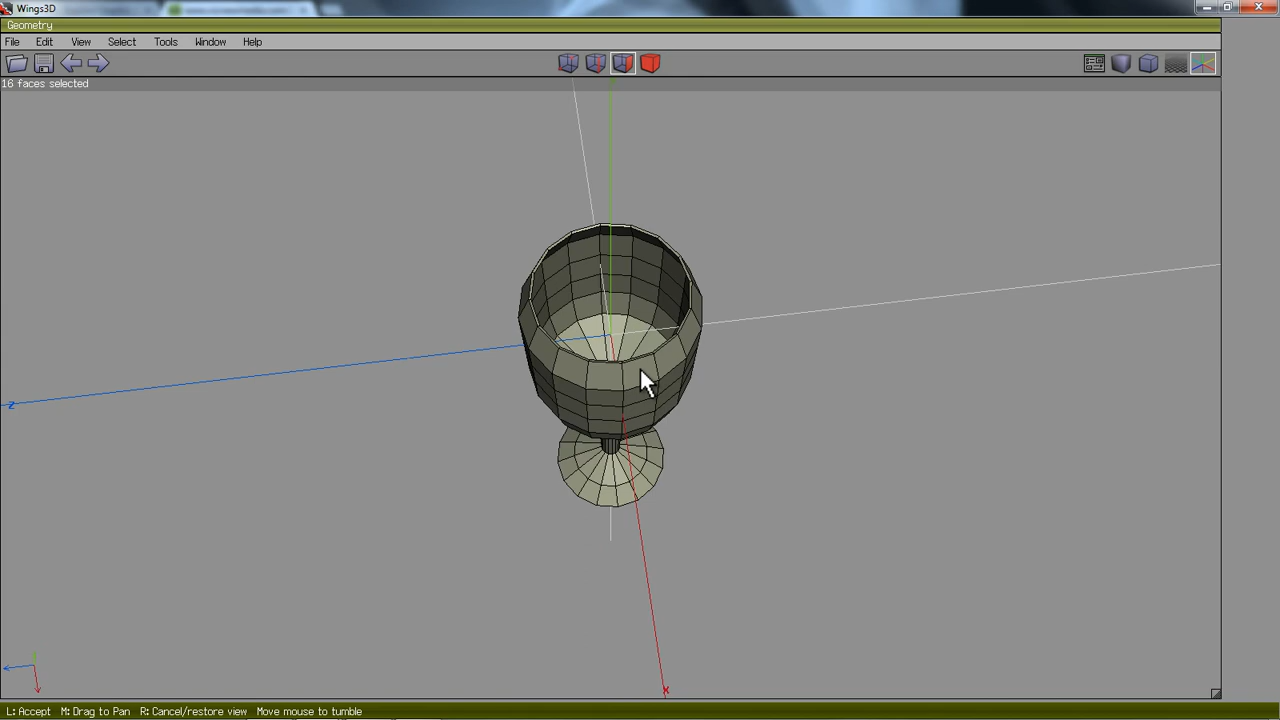 Wings3D
Geometry
File Edit View Select Tools Window Help
16 faces selected
Z
X
L: Accept M: Drag to Pan R: Cancel/restore view Move mouse to tumble